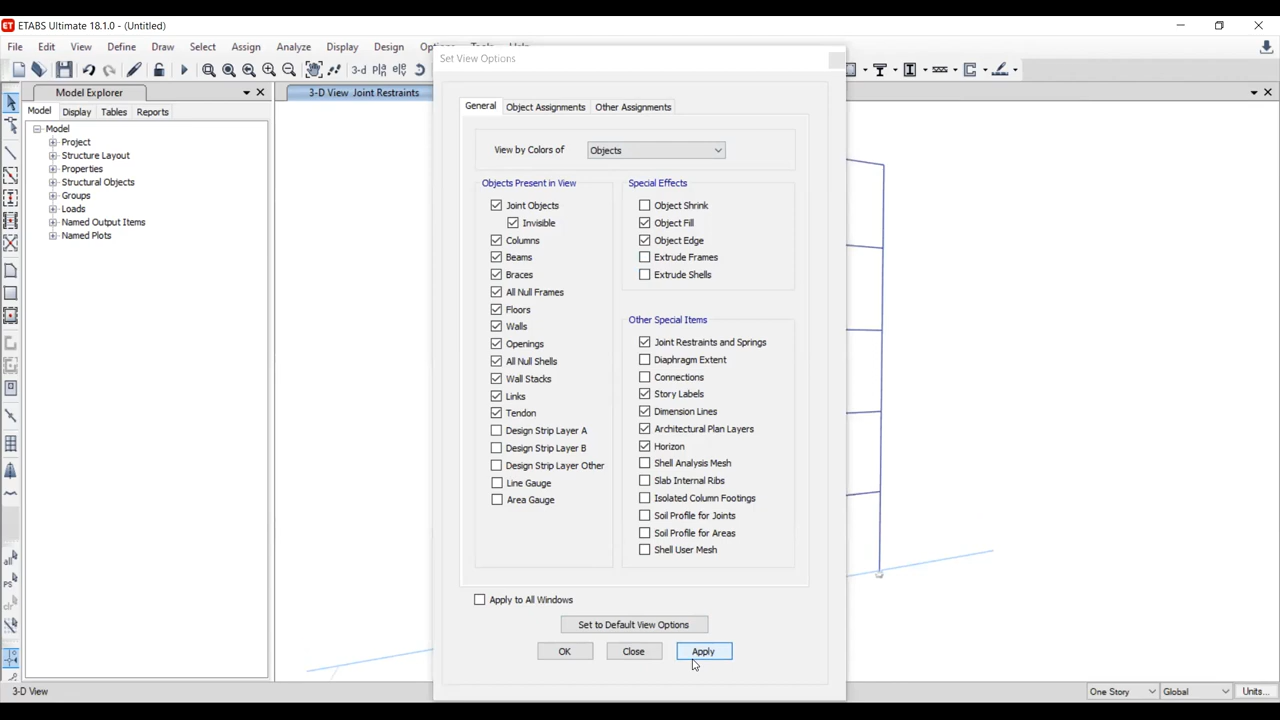 ETABS Ultimate 18.1.0 - (Untitled)
File Edit View Define Draw Select Assign Analyze Display Design Options Tools Help
Set View Options
3-d
Model Explorer
3-D View Joint Restraints
Model Display Tables Reports
General Object Assignments Other Assignments
Model
Project
Structure Layout
Properties
Structural Objects
Groups
Loads
Named Output Items
Named Plots
View by Colors of Objects
Objects Present in View
Joint Objects
Invisible
Columns
Beams
Braces
All Null Frames
Floors
Walls
Openings
All Null Shells
Wall Stacks
Links
Tendon
Design Strip Layer A
Design Strip Layer B
Design Strip Layer Other
Line Gauge
Area Gauge
Special Effects
Object Shrink
Object Fill
Object Edge
Extrude Frames
Extrude Shells
Other Special Items
Joint Restraints and Springs
Diaphragm Extent
Connections
Story Labels
Dimension Lines
Architectural Plan Layers
Horizon
Shell Analysis Mesh
Slab Internal Ribs
Isolated Column Footings
Soil Profile for Joints
Soil Profile for Areas
Shell User Mesh
Apply to All Windows
Set to Default View Options
OK Close Apply
all
PS
clr
3-D View
One Story Global Units...